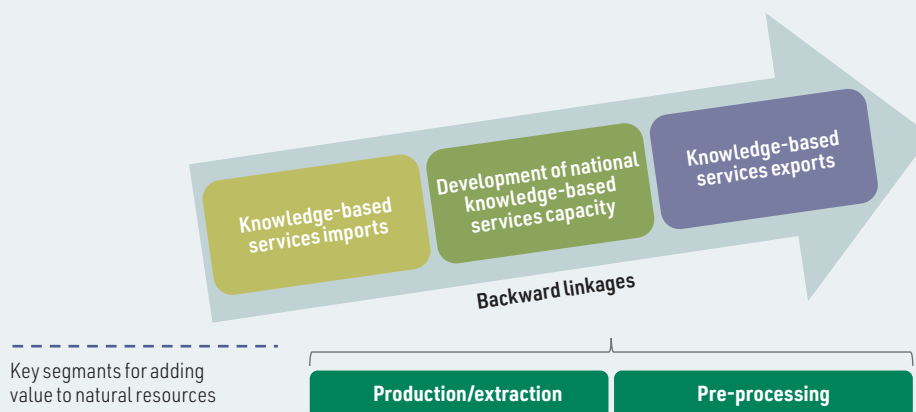 Knowledge-based
services imports
Development of national
knowledge-based
services capacity
Knowledge-based
services exports
Backward linkages
Key segmants for adding
value to natural resources
Production/extraction
Pre-processing